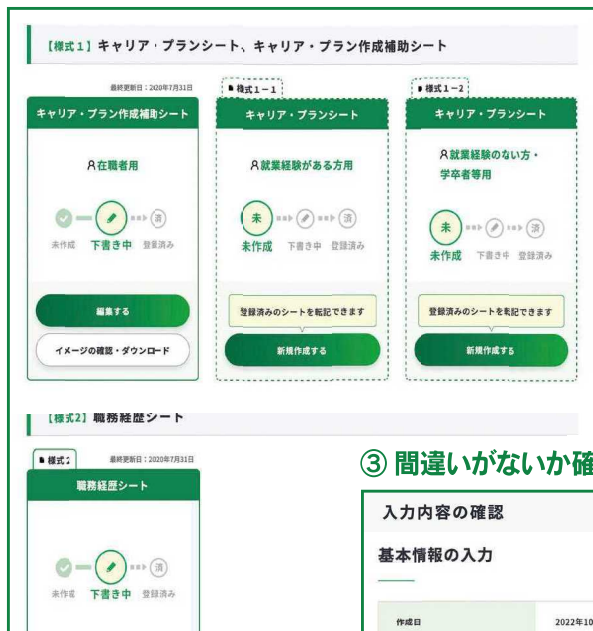 【様式1】キャリア・プランシート、キャリア・プラン作成補助シート
最終更新日：2020年7月31日
キャリア・プラン作成補助シート
在職者用
未作成 下書き中 登録済み
済
編集する
イメージの確認・ダウンロード
様式1−1
キャリア・プランシート
就業経験がある方用
未 済
未作成 下書き中 登録済み
登録済みのシートを転記できます
新規作成する
様式1−2
キャリア・プランシート
就業経験のない方・
学卒者等用
未 済
未作成 下書き中 登録済み
登録済みのシートを転記できます
新規作成する
【様式2】職務経歴シート
様式2
最終更新日：2020年7月31日
職務経歴シート
済
未作成 下書き中 登録済み
③ 間違いがないか確
入力内容の確認
基本情報の入力
作成日 2022年10